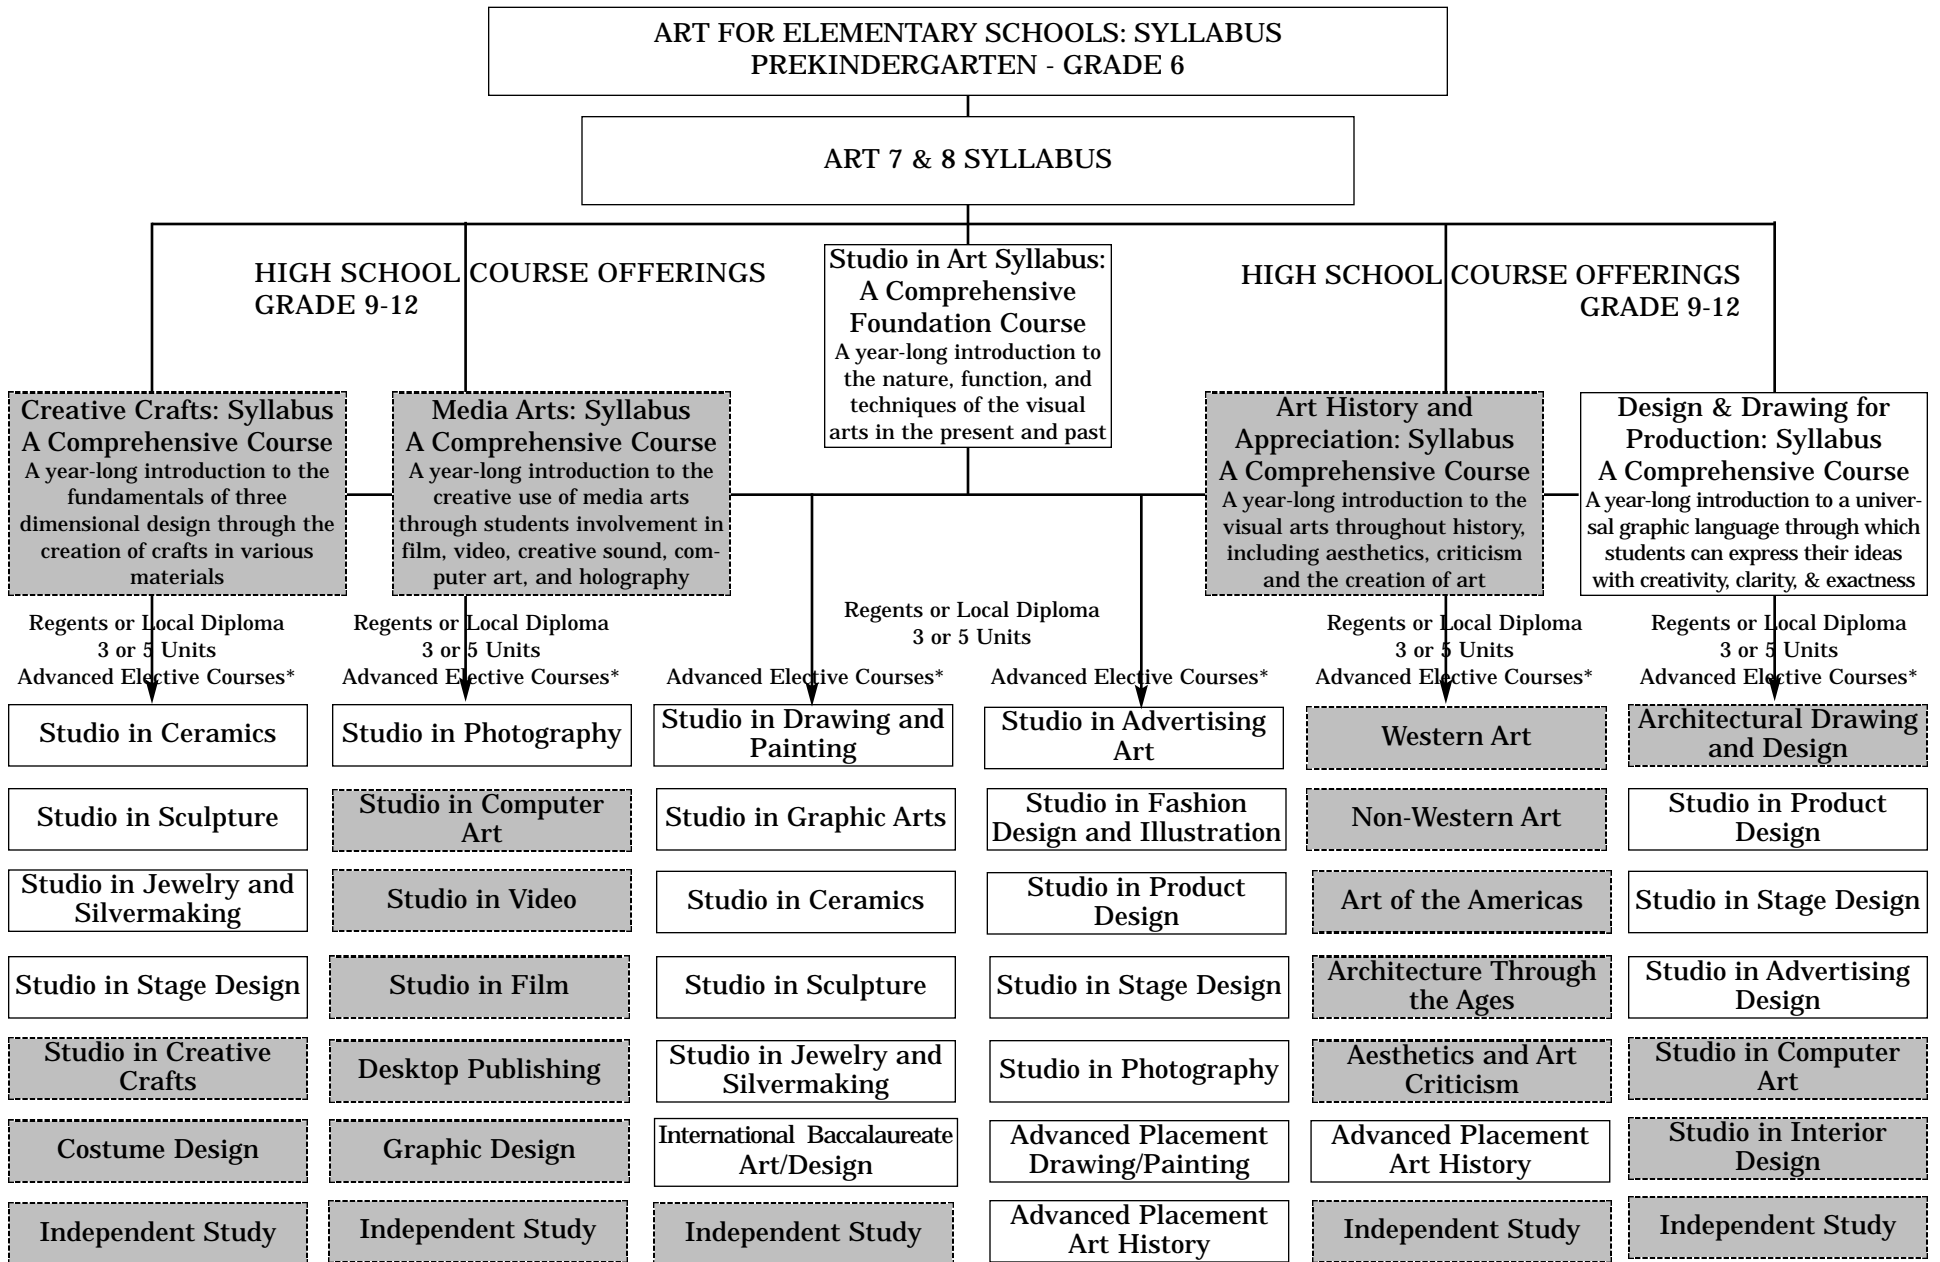 ART FOR ELEMENTARY SCHOOLS: SYLLABUS
PREKINDERGARTEN - GRADE 6
ART 7 & 8 SYLLABUS
HIGH SCHOOL COURSE OFFERINGS
GRADE 9-12
Studio in Art Syllabus:
A Comprehensive
Foundation Course
A year-long introduction to
the nature, function, and
techniques of the visual
arts in the present and past
HIGH SCHOOL COURSE OFFERINGS
GRADE 9-12
Creative Crafts: Syllabus
A Comprehensive Course
A year-long introduction to the
fundamentals of three
dimensional design through the
creation of crafts in various
materials
Media Arts: Syllabus
A Comprehensive Course
A year-long introduction to the
creative use of media arts
through students involvement in
film, video, creative sound, com-
puter art, and holography
Art History and
Appreciation: Syllabus
A Comprehensive Course
A year-long introduction to the
visual arts throughout history,
including aesthetics, criticism
and the creation of art
Design & Drawing for
Production: Syllabus
A Comprehensive Course
A year-long introduction to a univer-
sal graphic language through which
students can express their ideas
with creativity, clarity, & exactness
Regents or Local Diploma
3 or 5 Units
Advanced Elective Courses*
Studio in Ceramics
Studio in Sculpture
Studio in Jewelry and
Silvermaking
Studio in Stage Design
Studio in Creative
Crafts
Costume Design
Independent Study
Regents or Local Diploma
3 or 5 Units
Advanced Elective Courses*
Studio in Photography
Studio in Computer
Art
Studio in Video
Studio in Film
Desktop Publishing
Graphic Design
Independent Study
Regents or Local Diploma
3 or 5 Units
Advanced Elective Courses*
Studio in Drawing and
Painting
Studio in Graphic Arts
Studio in Ceramics
Studio in Sculpture
Studio in Jewelry and
Silvermaking
International Baccalaureate
Art/Design
Independent Study
Advanced Elective Courses*
Studio in Advertising
Art
Studio in Fashion
Design and Illustration
Studio in Product
Design
Studio in Stage Design
Studio in Photography
Advanced Placement
Drawing/Painting
Advanced Placement
Art History
Regents or Local Diploma
3 or 5 Units
Advanced Elective Courses*
Western Art
Non-Western Art
Art of the Americas
Architecture Through
the Ages
Aesthetics and Art
Criticism
Advanced Placement
Art History
Independent Study
Regents or Local Diploma
3 or 5 Units
Advanced Elective Courses*
Architectural Drawing
and Design
Studio in Product
Design
Studio in Stage Design
Studio in Advertising
Design
Studio in Computer
Art
Studio in Interior
Design
Independent Study